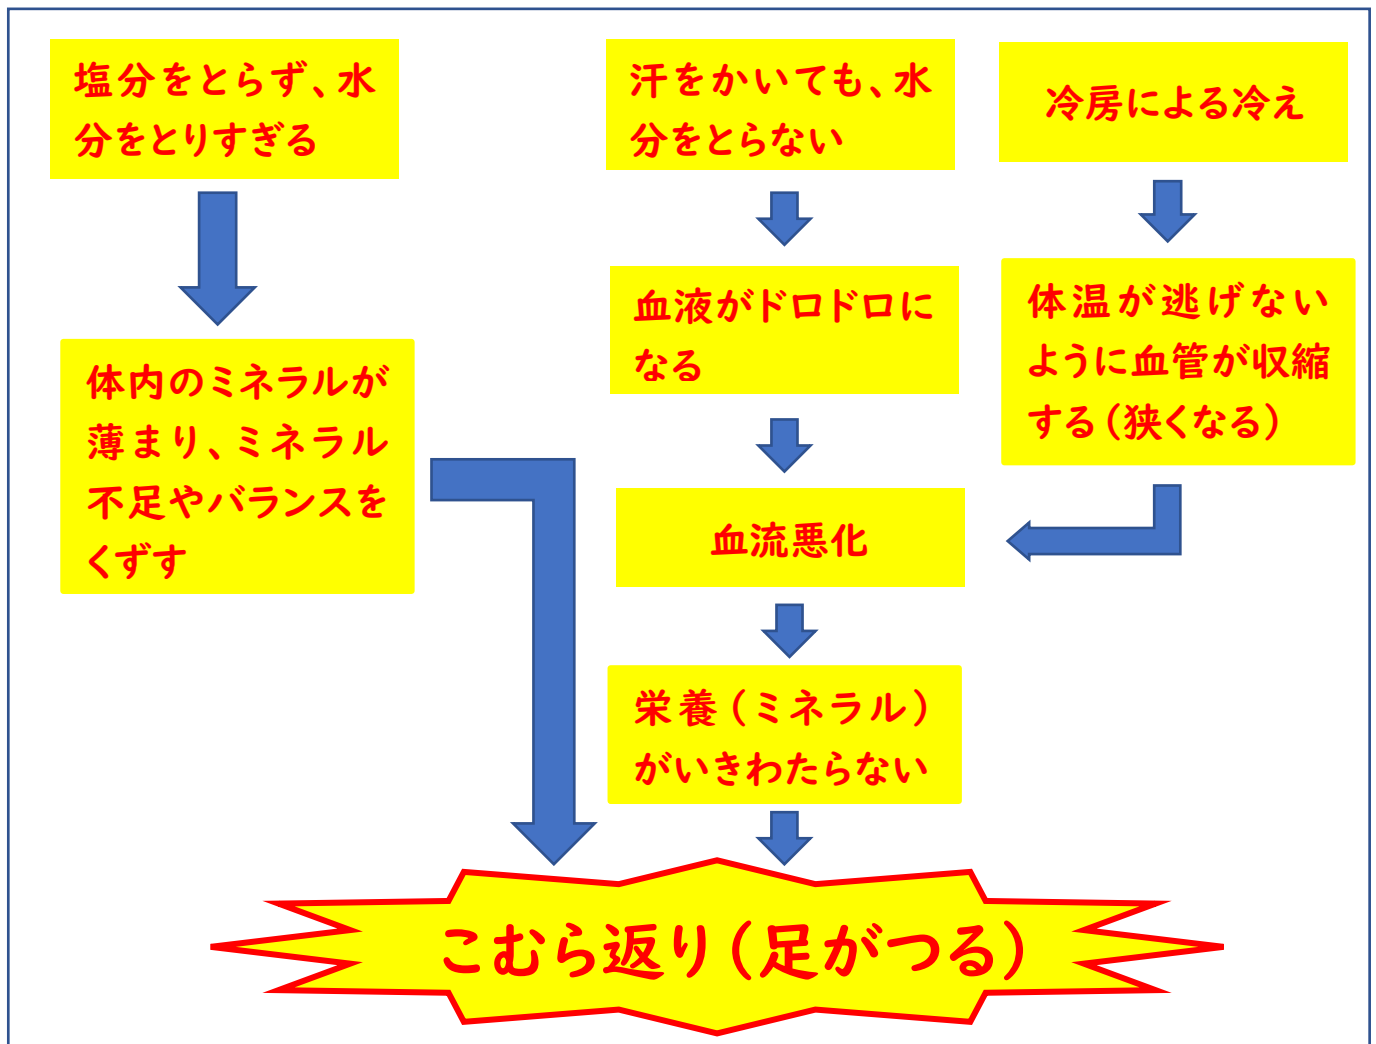 塩分をとらず、水
分をとりすぎる
体内のミネラルが
薄まり、ミネラル
不足やバランスを
くずす
汗をかいても、水
分をとらない
血液がドロドロに
なる
血流悪化
栄養(ミネラル)
がいきわたらない
冷房による冷え
体温が逃げない
ように血管が収縮
する(狭くなる)
こむら返り(足がつる)